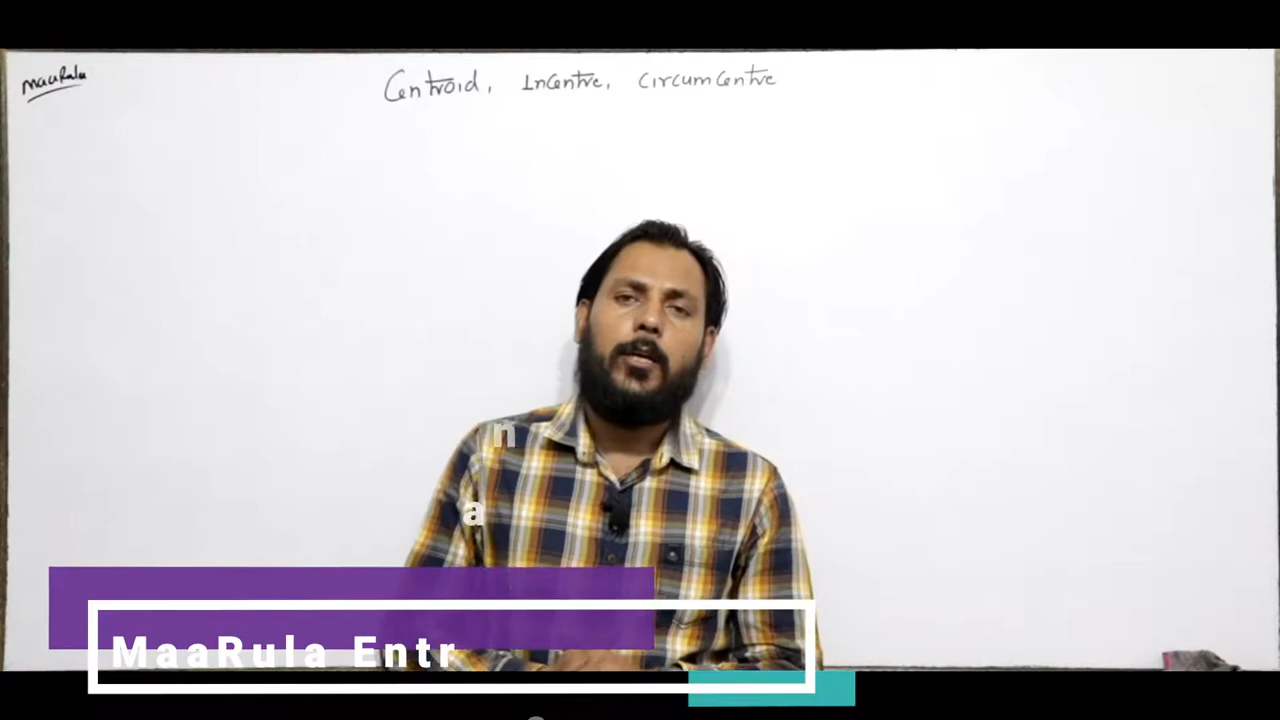 MaaRula
Centroid, Incentre, Circumcentre
n
a
MaaRula Entr